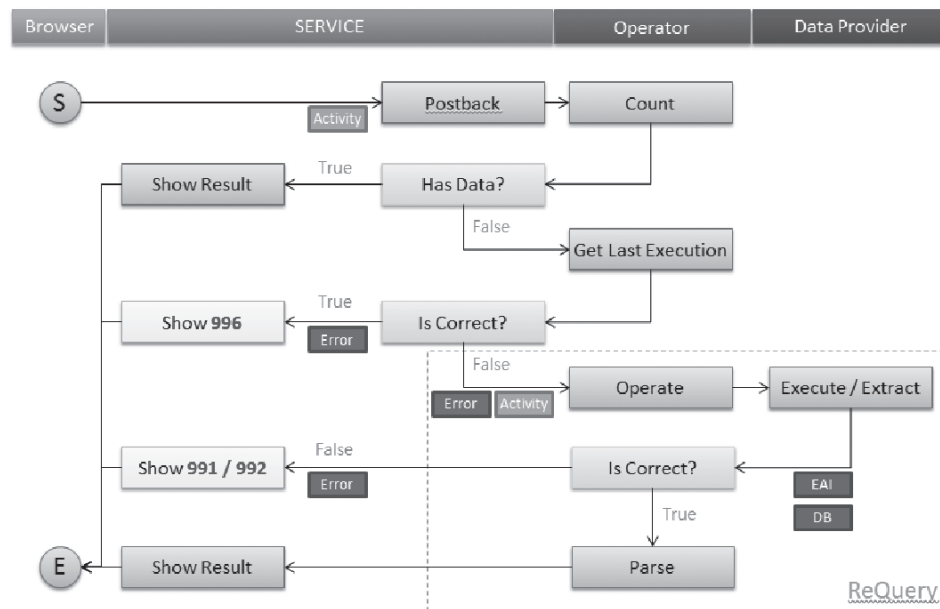 Browser SERVICE Operator Data Provider
S Postback Count
Activity
Show Result True Has Data?
False
Get Last Execution
Show 996 True Is Correct?
Error
False
Operate Execute / Extract
Error Activity
Show 991 / 992 False Is Correct?
Error EAI
DB
True
E Show Result Parse
ReQuery